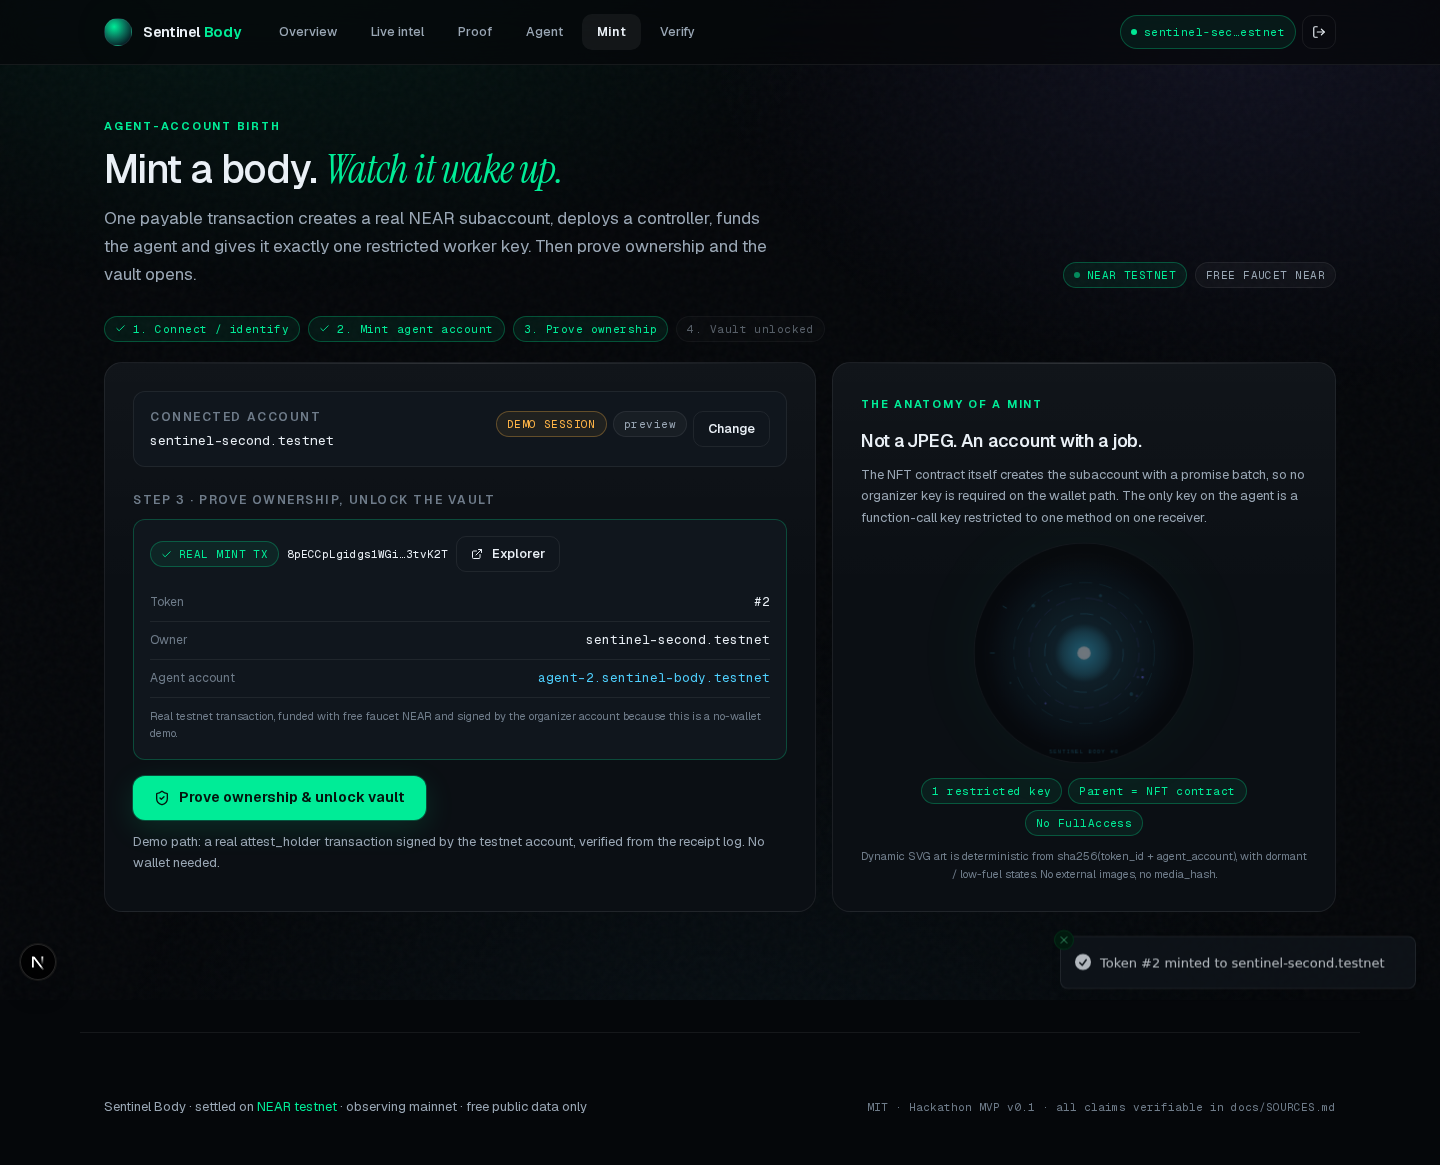 Sentinel Body
Overview
Live intel
Proof
Agent
Mint
Verify
sentinel-sec…estnet
AGENT-ACCOUNT BIRTH
Mint a body. Watch it wake up.
One payable transaction creates a real NEAR subaccount, deploys a controller, funds
the agent and gives it exactly one restricted worker key. Then prove ownership and the
vault opens.
NEAR TESTNET
FREE FAUCET NEAR
1. Connect / identify
2. Mint agent account
3. Prove ownership
4. Vault unlocked
CONNECTED ACCOUNT
sentinel-second.testnet
DEMO SESSION
preview
Change
STEP 3 · PROVE OWNERSHIP, UNLOCK THE VAULT
REAL MINT TX
8pECCpLgidgs1WGi…3tvK2T
Explorer
Token
#2
Owner
sentinel-second.testnet
Agent account
agent-2.sentinel-body.testnet
Real testnet transaction, funded with free faucet NEAR and signed by the organizer account because this is a no-wallet
demo.
Prove ownership & unlock vault
Demo path: a real attest_holder transaction signed by the testnet account, verified from the receipt log. No
wallet needed.
THE ANATOMY OF A MINT
Not a JPEG. An account with a job.
The NFT contract itself creates the subaccount with a promise batch, so no
organizer key is required on the wallet path. The only key on the agent is a
function-call key restricted to one method on one receiver.
1 restricted key
Parent = NFT contract
No FullAccess
Dynamic SVG art is deterministic from sha256(token_id + agent_account), with dormant
/ low-fuel states. No external images, no media_hash.
Token #2 minted to sentinel-second.testnet
N
Sentinel Body · settled on NEAR testnet · observing mainnet · free public data only
MIT · Hackathon MVP v0.1 · all claims verifiable in docs/SOURCES.md